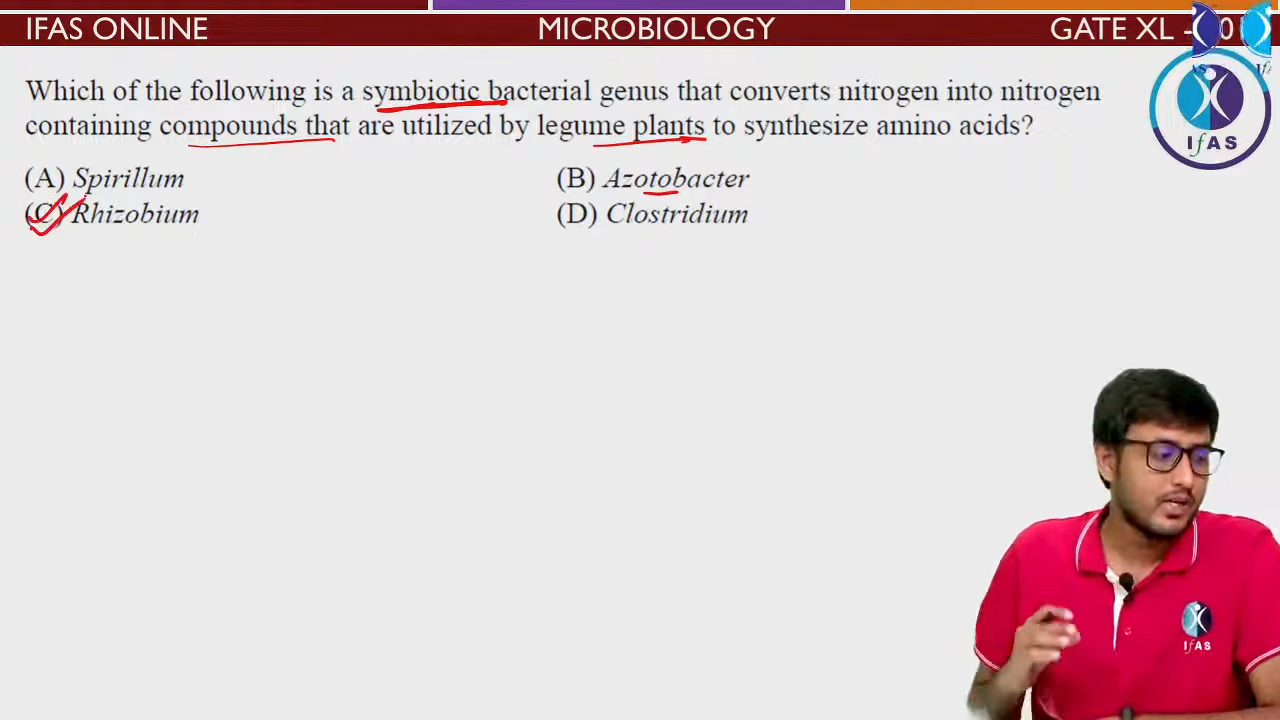 IFAS ONLINE
MICROBIOLOGY
GATE XL -
Which of the following is a symbiotic bacterial genus that converts nitrogen into nitrogen
containing compounds that are utilized by legume plants to synthesize amino acids?
(A) Spirillum
(B) Azotobacter
(C) Rhizobium
(D) Clostridium
IfAS
IfAS